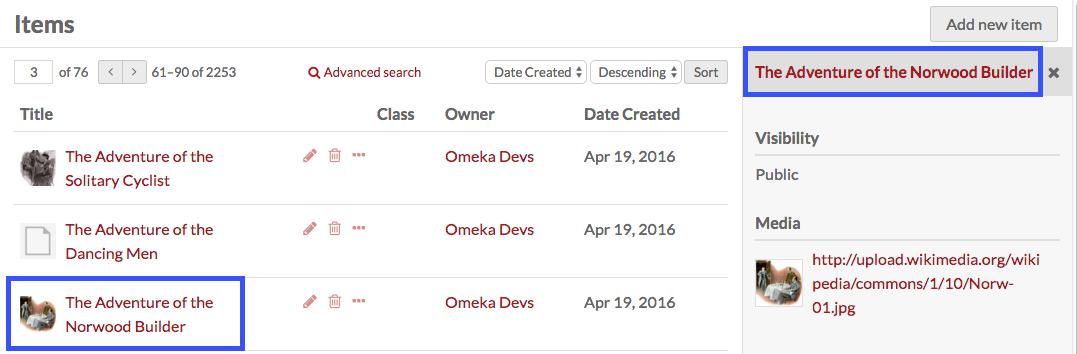 Items
Add new item
3 of 76 < > 61–90 of 2253 Advanced search Date Created Descending Sort
Title Class Owner Date Created
The Adventure of the
Solitary Cyclist
Omeka Devs Apr 19, 2016
The Adventure of the
Dancing Men
Omeka Devs Apr 19, 2016
The Adventure of the
Norwood Builder
Omeka Devs Apr 19, 2016
The Adventure of the Norwood Builder ×
Visibility
Public
Media
http://upload.wikimedia.org/wiki
pedia/commons/1/10/Norw-
01.jpg